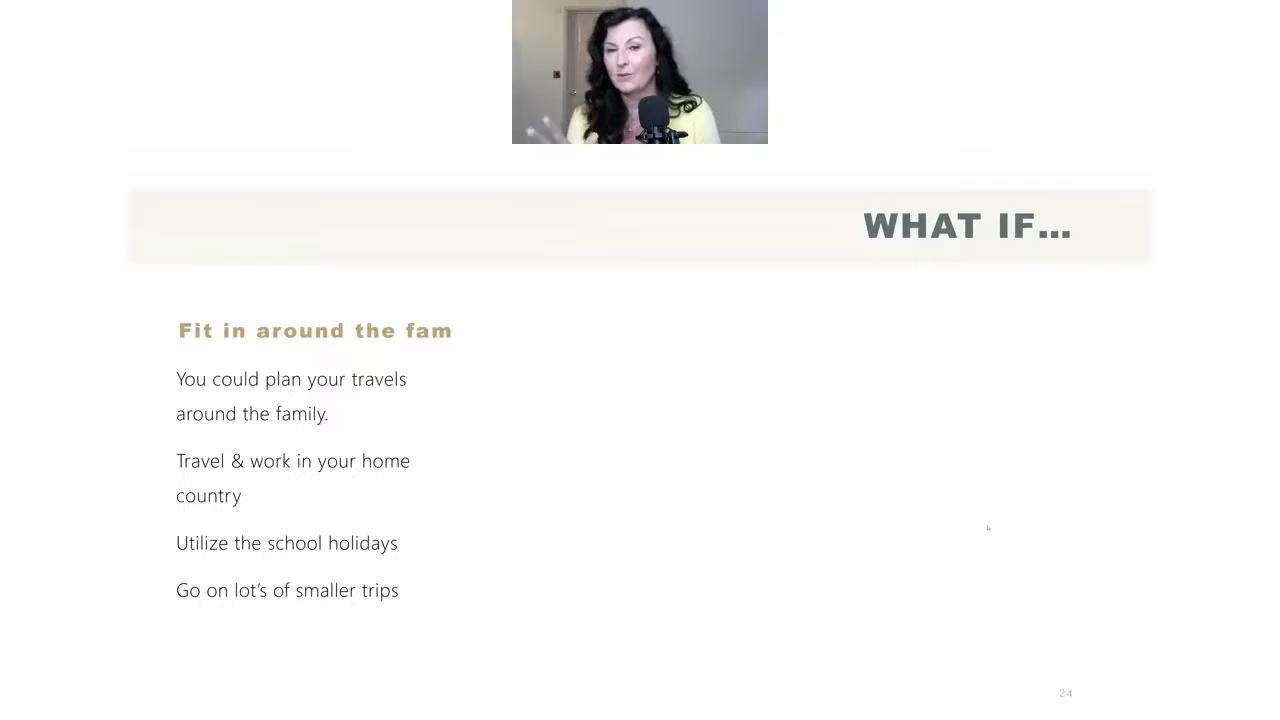 WHAT IF...
Fit in around the fam
You could plan your travels
around the family.
Travel & work in your home
country
Utilize the school holidays
Go on lot’s of smaller trips
24